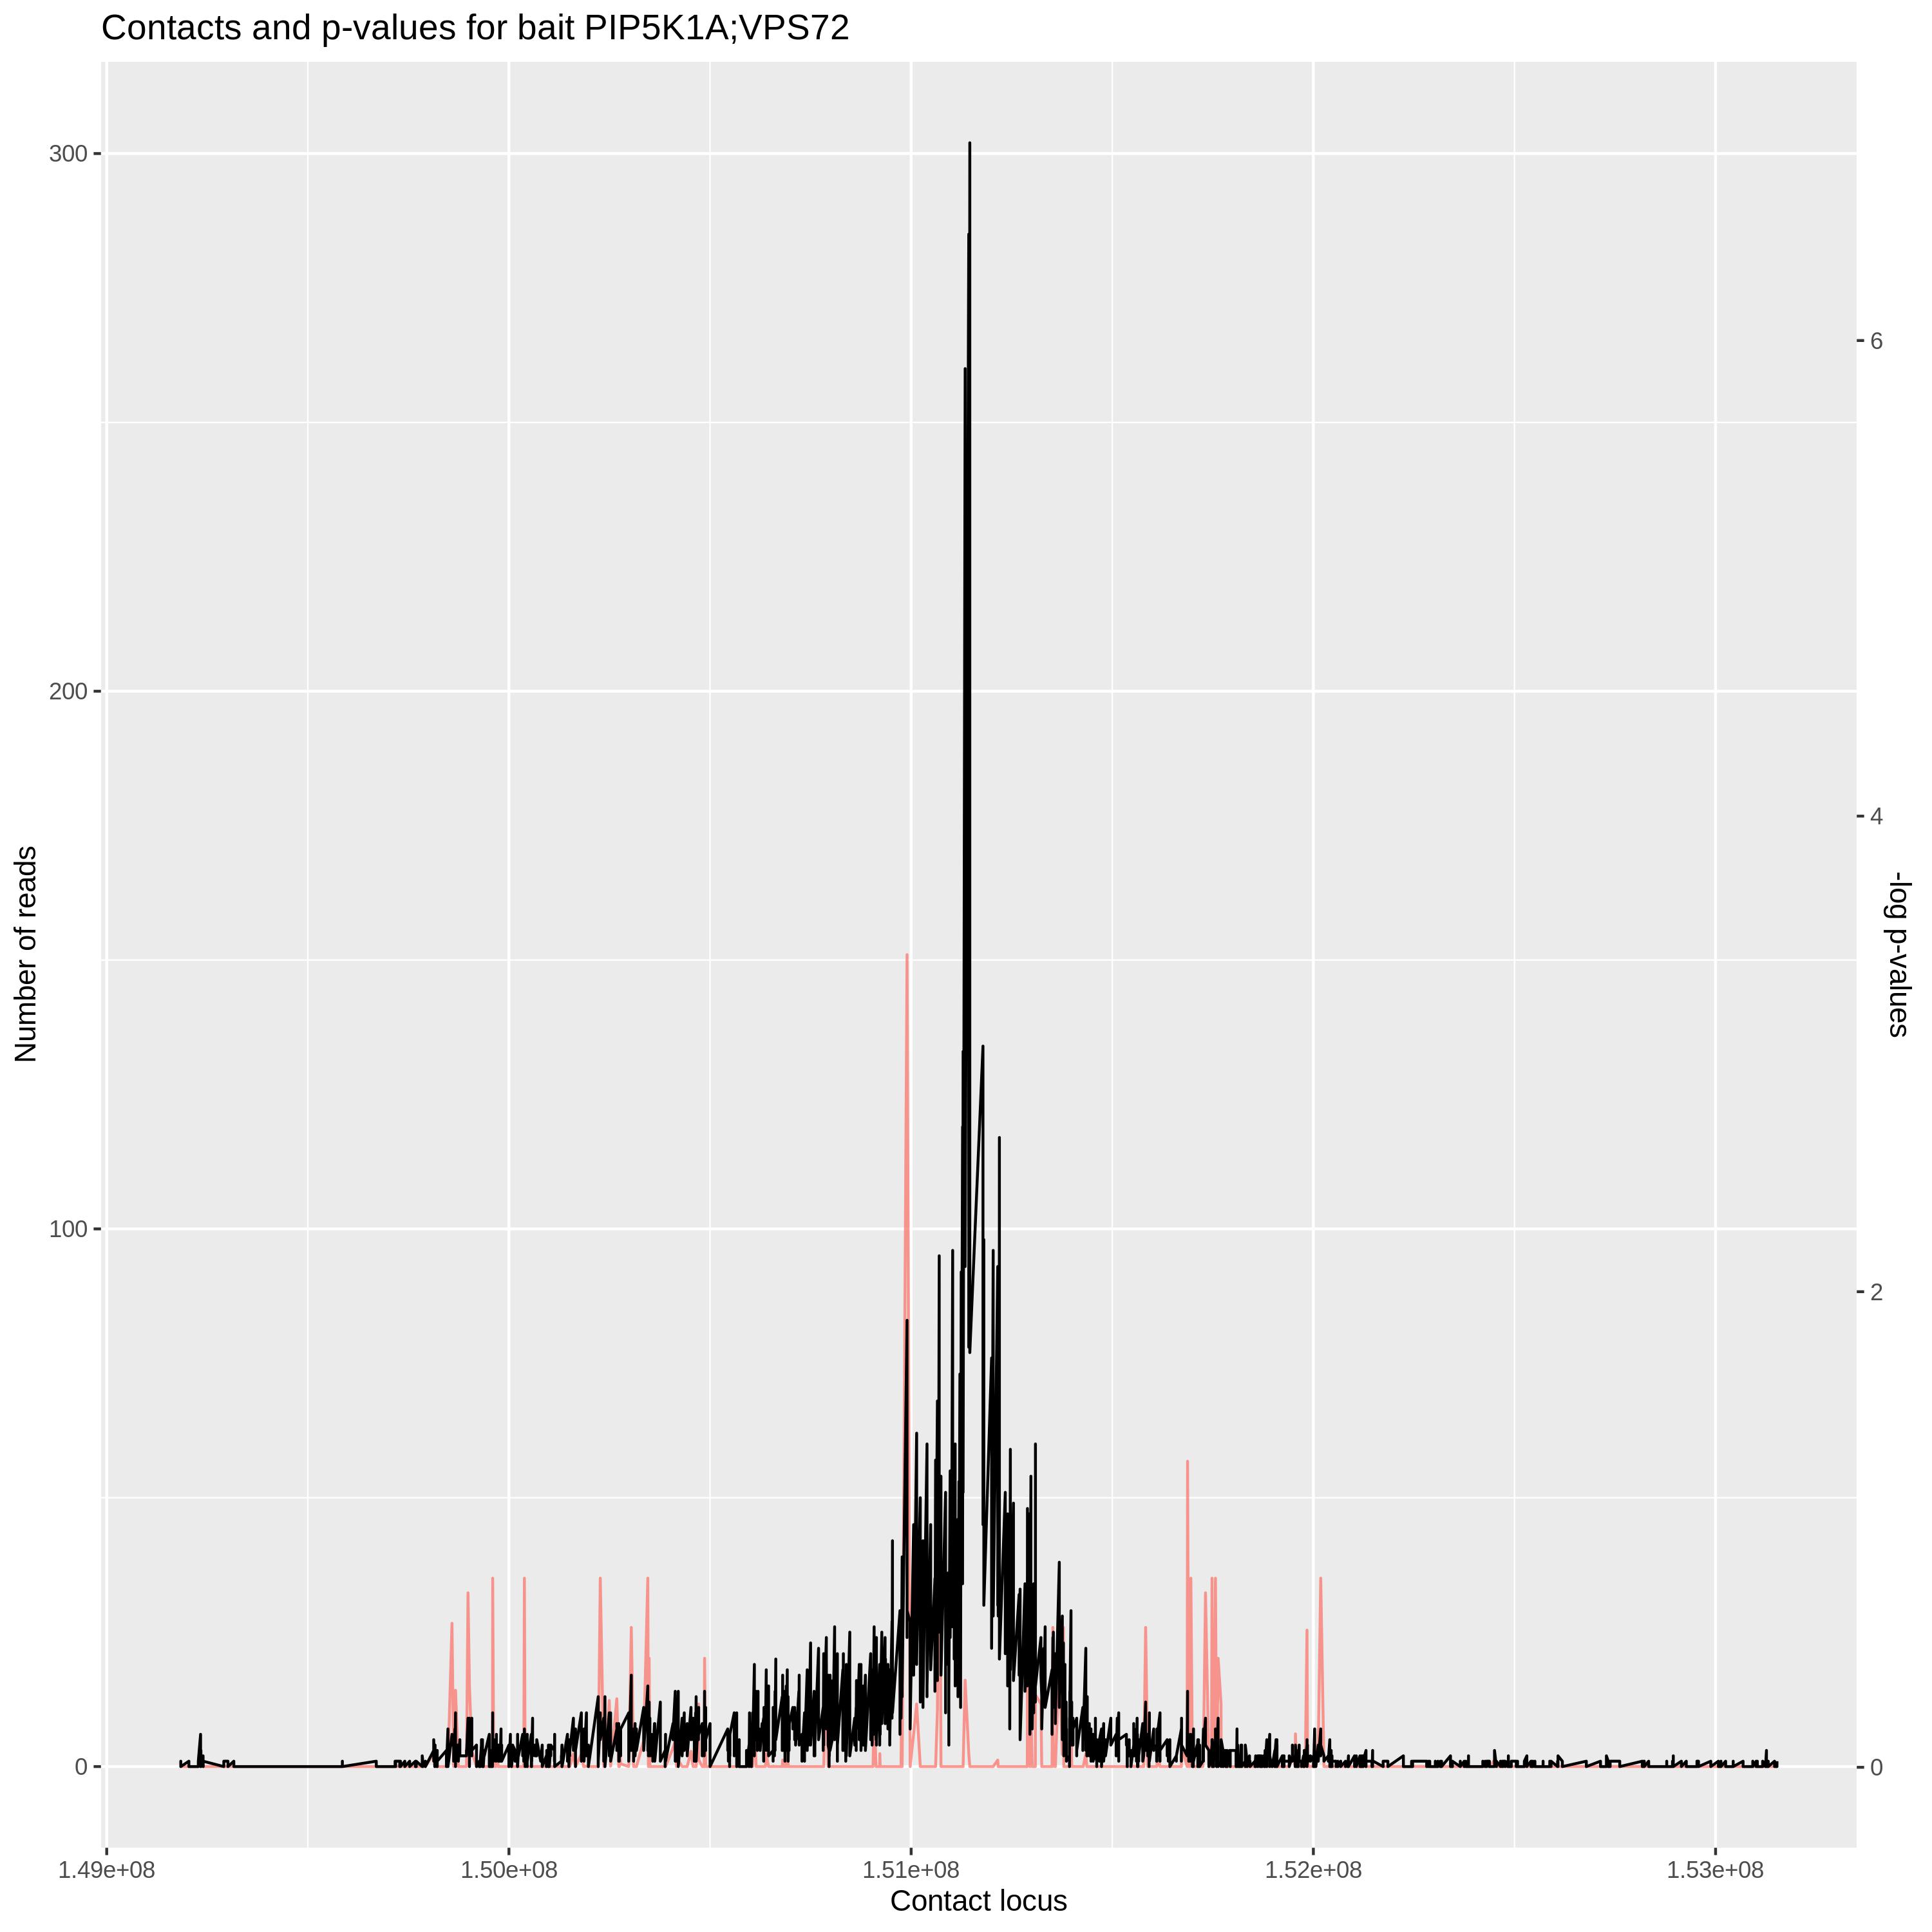 Contacts and p-values for bait PIP5K1A;VPS72
300
200
100
0
Number of reads
6
4
2
0
-log p-values
1.49e+08
1.50e+08
1.51e+08
1.52e+08
1.53e+08
Contact locus